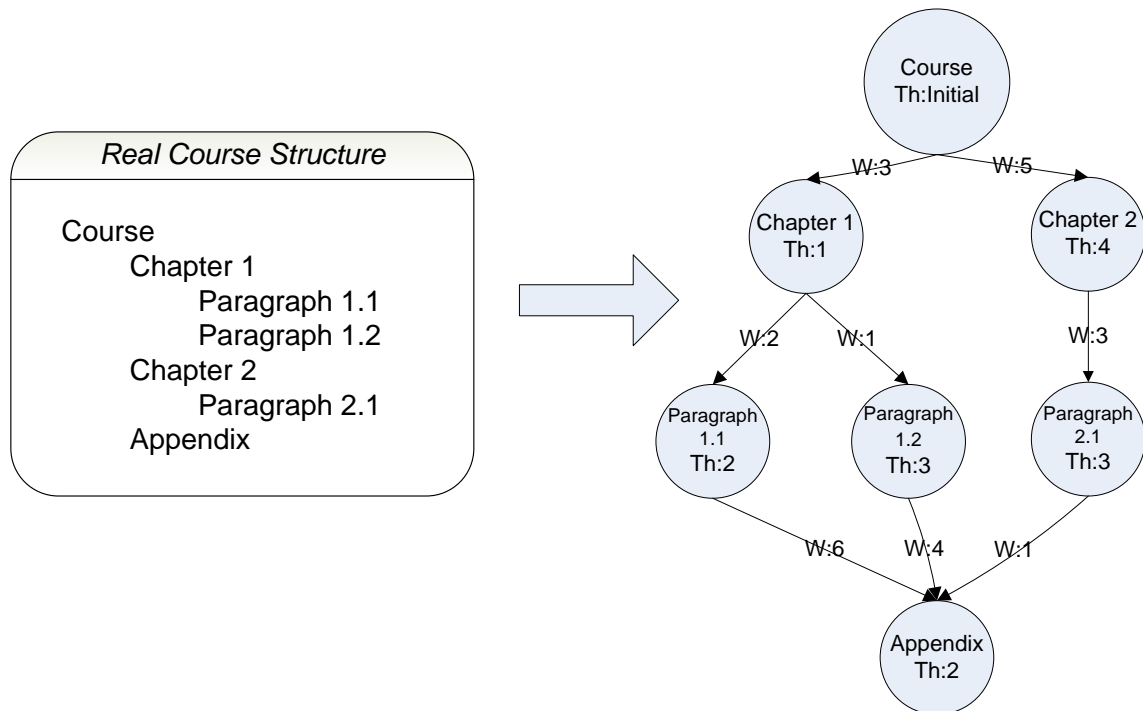 Real Course Structure
Course
Chapter 1
Paragraph 1.1
Paragraph 1.2
Chapter 2
Paragraph 2.1
Appendix
Course
Th:Initial
W:3
W:5
Chapter 1
Th:1
Chapter 2
Th:4
W:2
W:1
W:3
Paragraph
1.1
Th:2
Paragraph
1.2
Th:3
Paragraph
2.1
Th:3
W:6
W:4
W:1
Appendix
Th:2